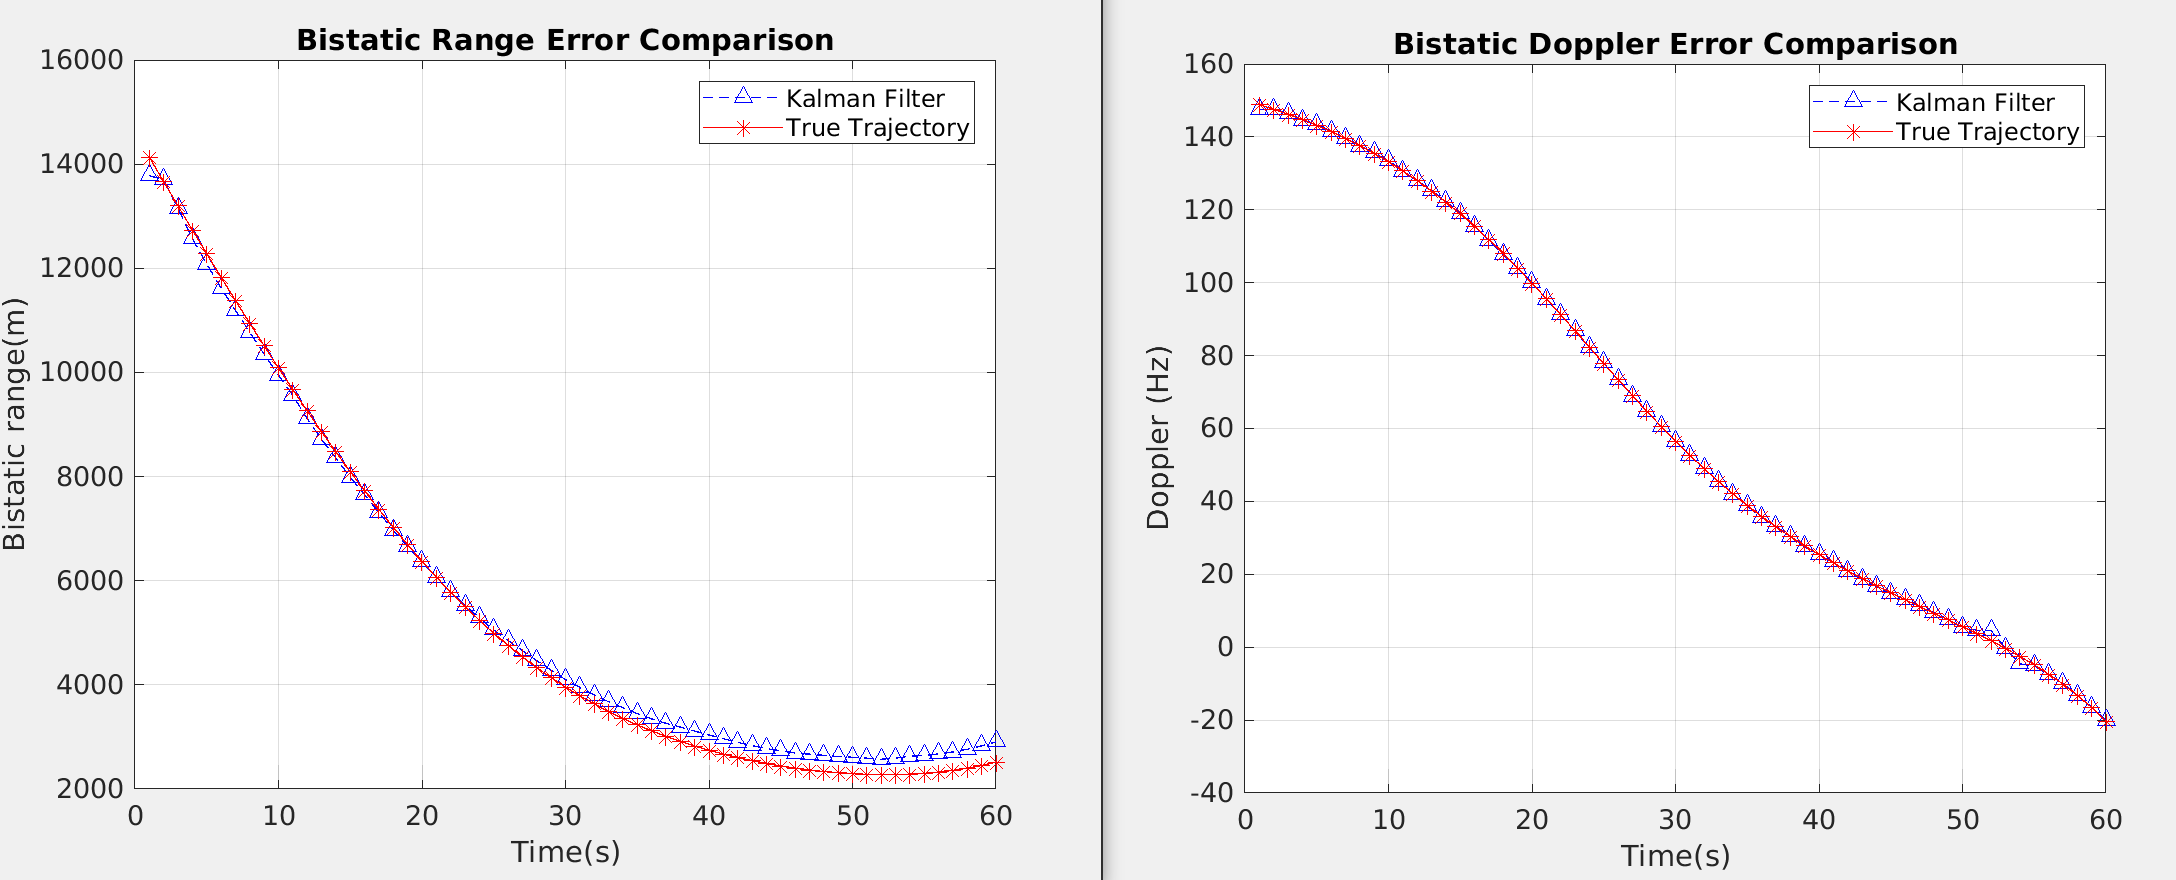 Bistatic Range Error Comparison
16000
14000
12000
10000
8000
6000
4000
2000
Bistatic range(m)
0 10 20 30 40 50 60
Time(s)
Kalman Filter
True Trajectory
Bistatic Doppler Error Comparison
160
140
120
100
80
60
40
20
0
-20
-40
Doppler (Hz)
0 10 20 30 40 50 60
Time(s)
Kalman Filter
True Trajectory